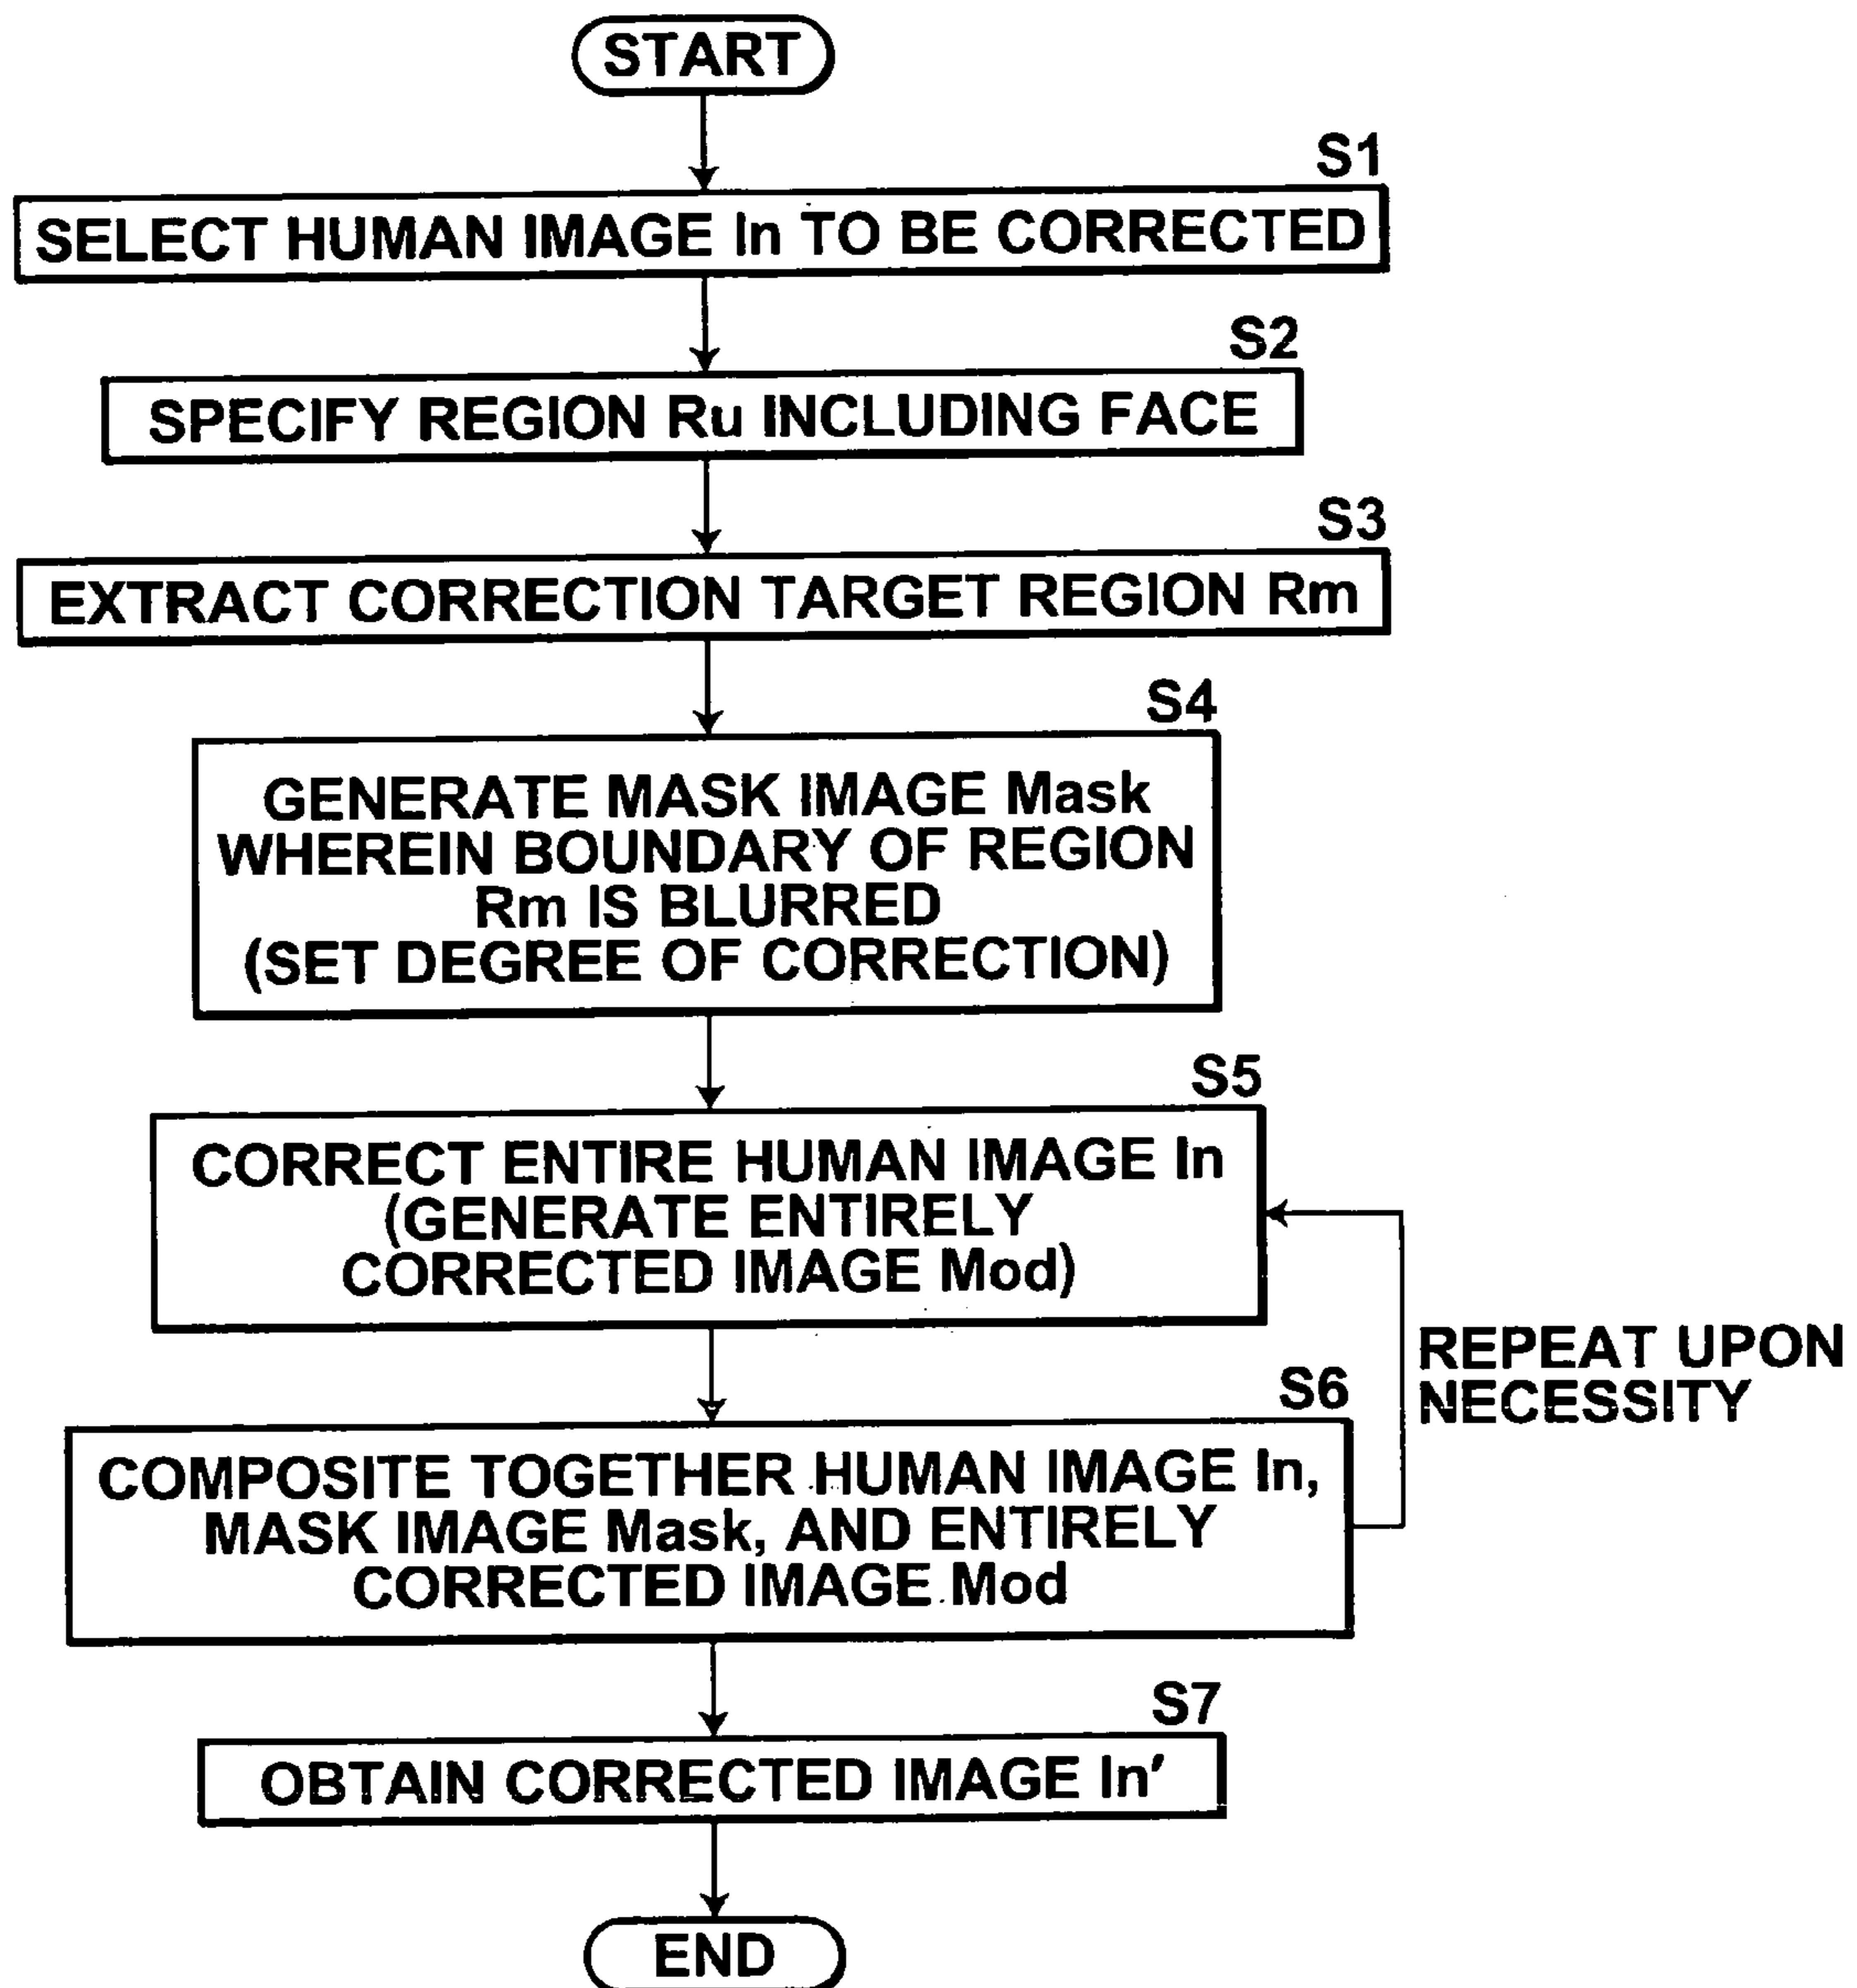 START
S1
SELECT HUMAN IMAGE In TO BE CORRECTED
S2
SPECIFY REGION Ru INCLUDING FACE
S3
EXTRACT CORRECTION TARGET REGION Rm
S4
GENERATE MASK IMAGE Mask
WHEREIN BOUNDARY OF REGION
Rm IS BLURRED
(SET DEGREE OF CORRECTION)
S5
CORRECT ENTIRE HUMAN IMAGE In
(GENERATE ENTIRELY
CORRECTED IMAGE Mod)
REPEAT UPON
NECESSITY
S6
COMPOSITE TOGETHER HUMAN IMAGE In,
MASK IMAGE Mask, AND ENTIRELY
CORRECTED IMAGE Mod
S7
OBTAIN CORRECTED IMAGE In'
END